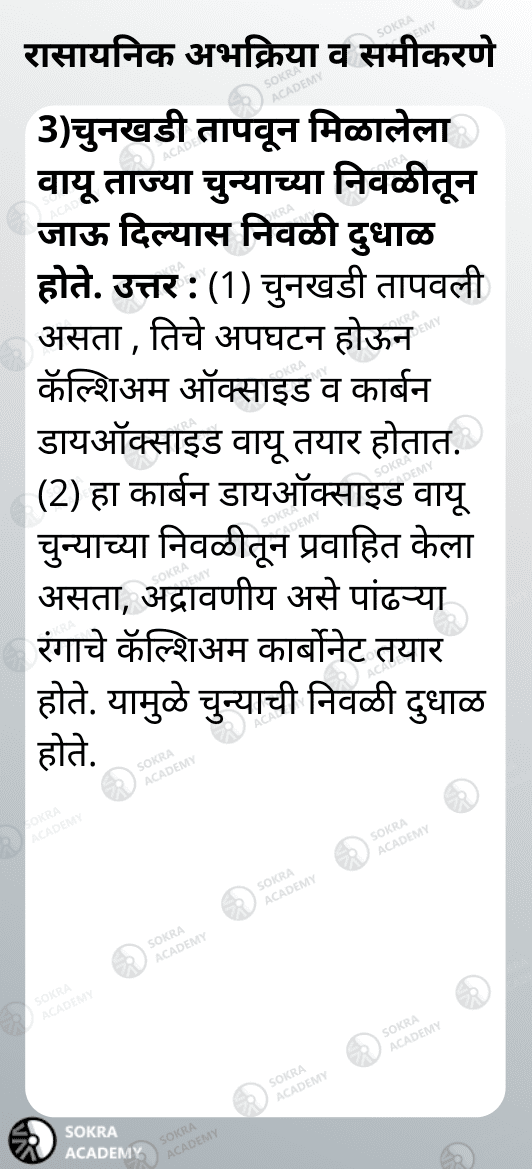 रासायनिक अभक्रिया व समीकरणे
3)चुनखडी तापवून मिळालेला
वायू ताज्या चुन्याच्या निवळीतून
जाऊ दिल्यास निवळी दुधाळ
होते. उत्तर : (1) चुनखडी तापवली
असता , तिचे अपघटन होऊन
कॅल्शिअम ऑक्साइड व कार्बन
डायऑक्साइड वायू तयार होतात.
(2) हा कार्बन डायऑक्साइड वायू
चुन्याच्या निवळीतून प्रवाहित केला
असता, अद्रावणीय असे पांढऱ्या
रंगाचे कॅल्शिअम कार्बोनेट तयार
होते. यामुळे चुन्याची निवळी दुधाळ
होते.
SOKRA
ACADEMY